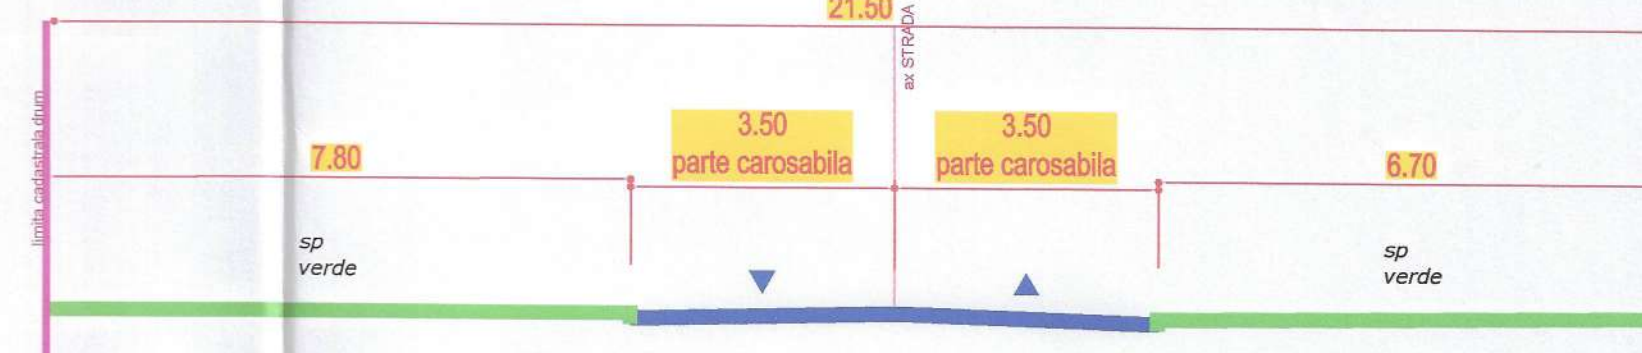 21.50
ax STRADA
limita cadastrala drum
7.80
3.50
parte carosabila
3.50
parte carosabila
6.70
sp
verde
sp
verde